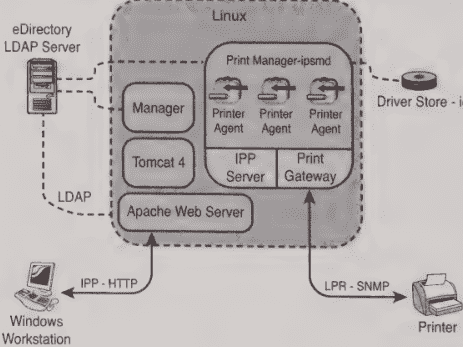 Linux
eDirectory
LDAP Server
Print Manager-ipsmd
Printer
Agent
Printer
Agent
Printer
Agent
Driver Store -
Manager
Tomcat 4
IPP
Server
Print
Gateway
LDAP
Apache Web Server
IPP - HTTP
LPR - SNMP
Windows
Workstation
Printer